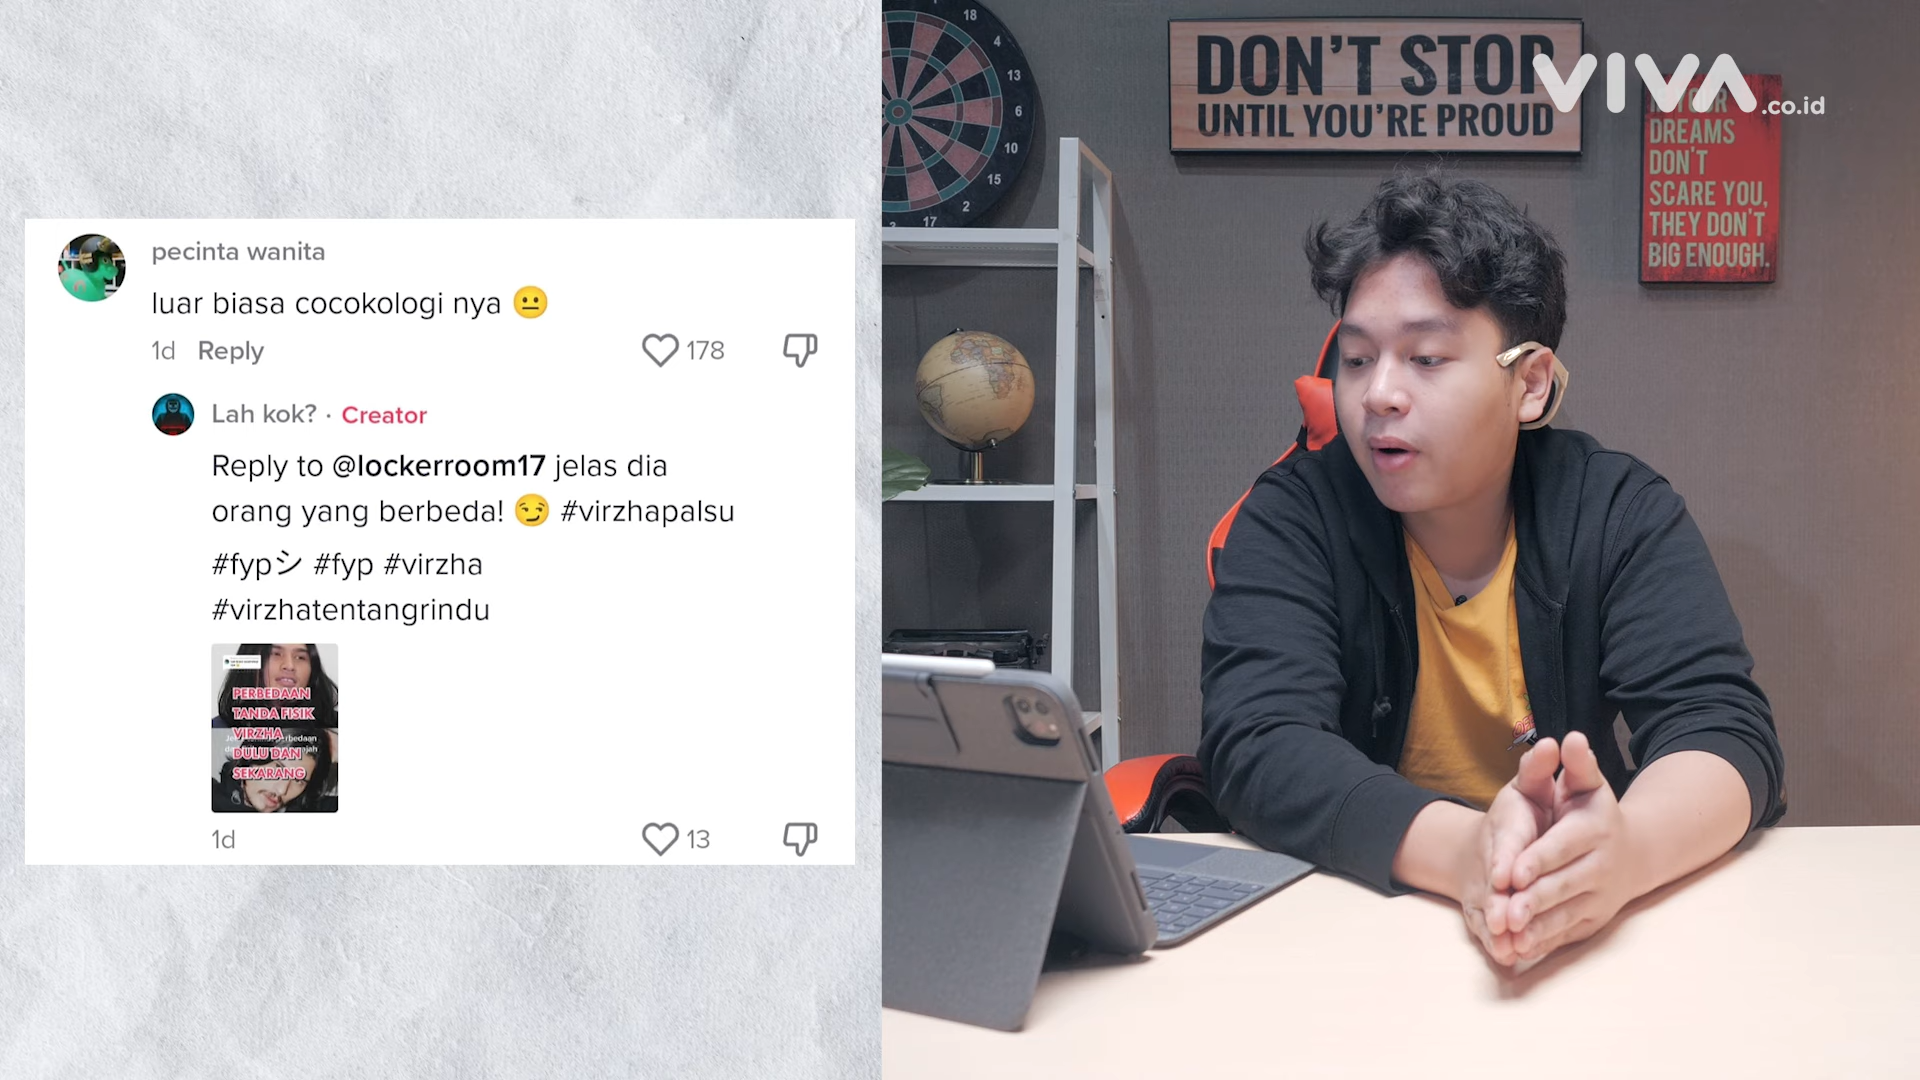 pecinta wanita
luar biasa cocokologi nya 😐
1d Reply
178
Lah kok? · Creator
Reply to @lockerroom17 jelas dia
orang yang berbeda! 😏 #virzhapalsu
#fypシ #fyp #virzha
#virzhatentangrindu
PERBEDAAN
TANDA FISIK
VIRZHA
DULU DAN
SEKARANG
1d
13
18
4
13
6
10
15
2
17
3
DON'T STOP
UNTIL YOU'RE PROUD
VIVA.co.id
DREAMS
DON'T
SCARE YOU,
THEY DON'T
BIG ENOUGH.